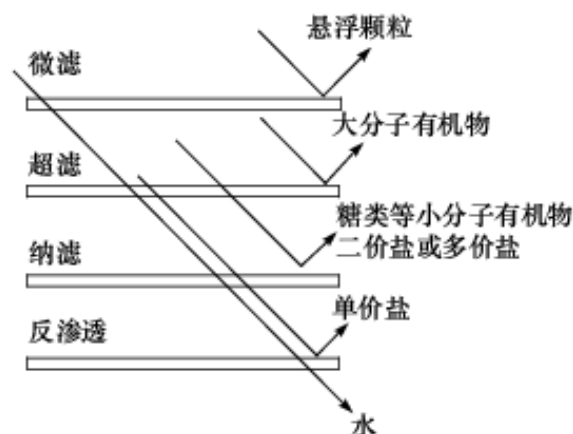 悬浮颗粒
微滤
大分子有机物
超滤
糖类等小分子有机物
二价盐或多价盐
纳滤
单价盐
反渗透
水